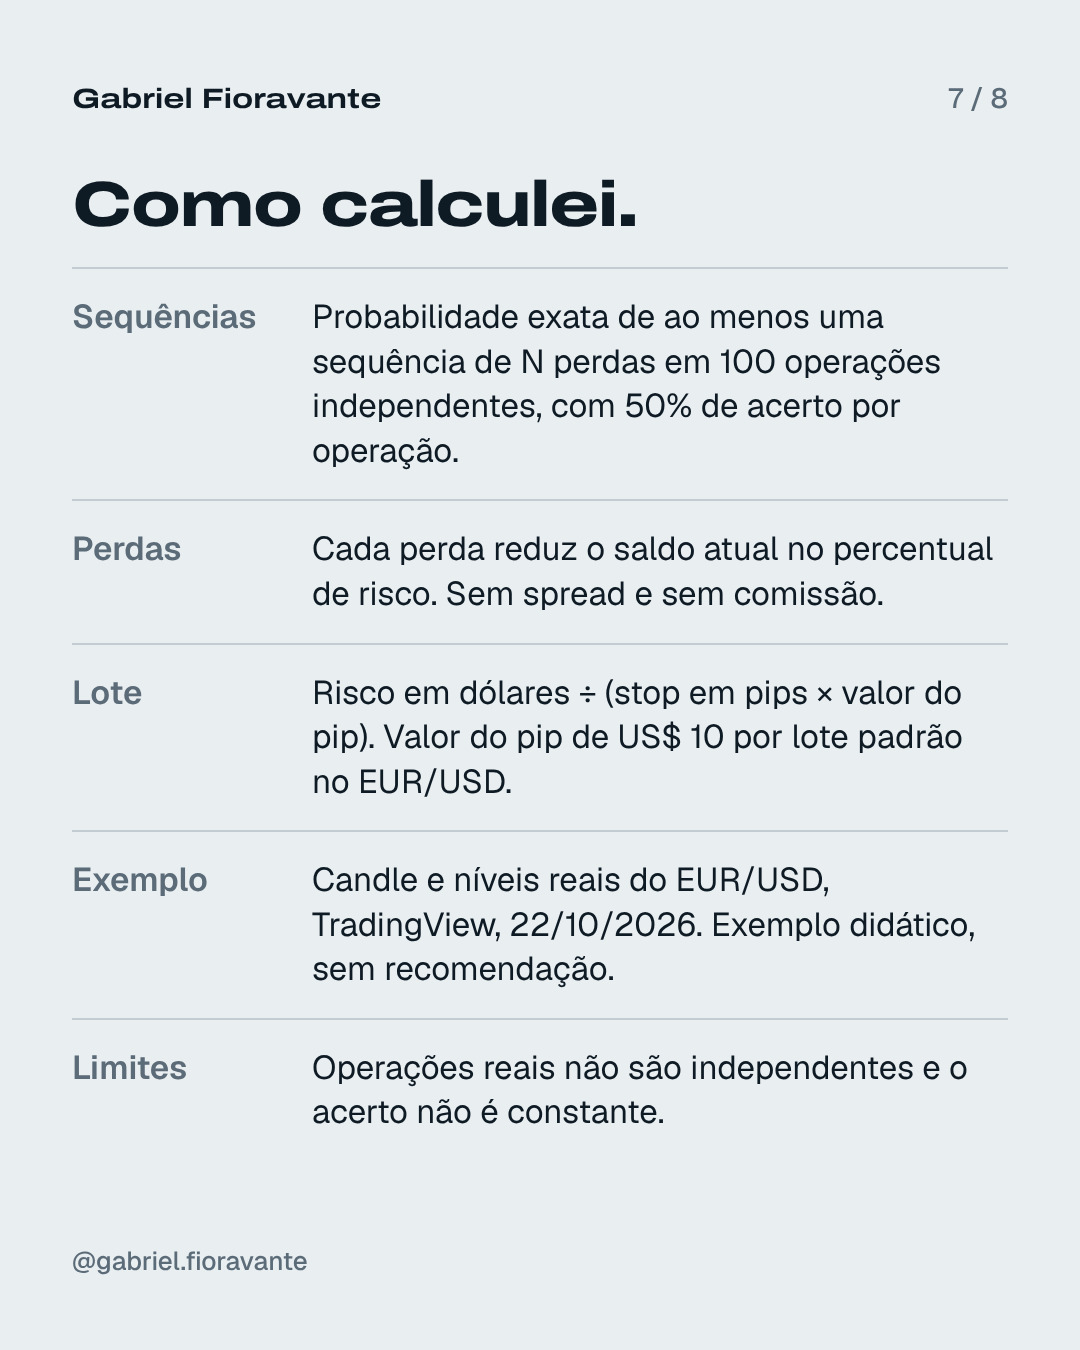 Gabriel Fioravante
7 / 8
Como calculei.
Sequências
Probabilidade exata de ao menos uma
sequência de N perdas em 100 operações
independentes, com 50% de acerto por
operação.
Perdas
Cada perda reduz o saldo atual no percentual
de risco. Sem spread e sem comissão.
Lote
Risco em dólares ÷ (stop em pips × valor do
pip). Valor do pip de US$ 10 por lote padrão
no EUR/USD.
Exemplo
Candle e níveis reais do EUR/USD,
TradingView, 22/10/2026. Exemplo didático,
sem recomendação.
Limites
Operações reais não são independentes e o
acerto não é constante.
@gabriel.fioravante